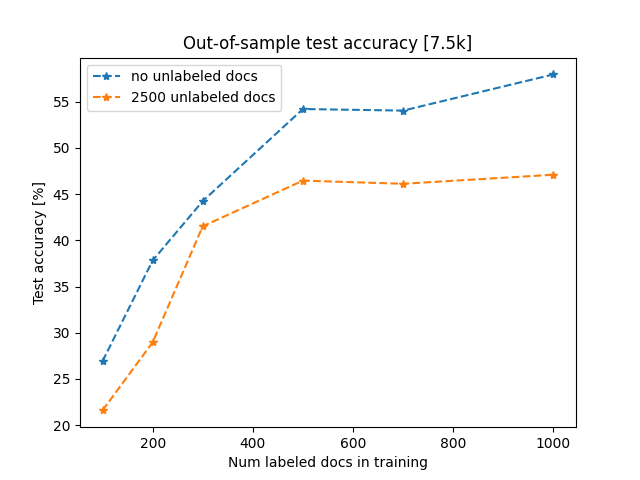 Out-of-sample test accuracy [7.5k]
no unlabeled docs
2500 unlabeled docs
Test accuracy [%]
55
50
45
40
35
30
25
20
200
400
600
800
1000
Num labeled docs in training